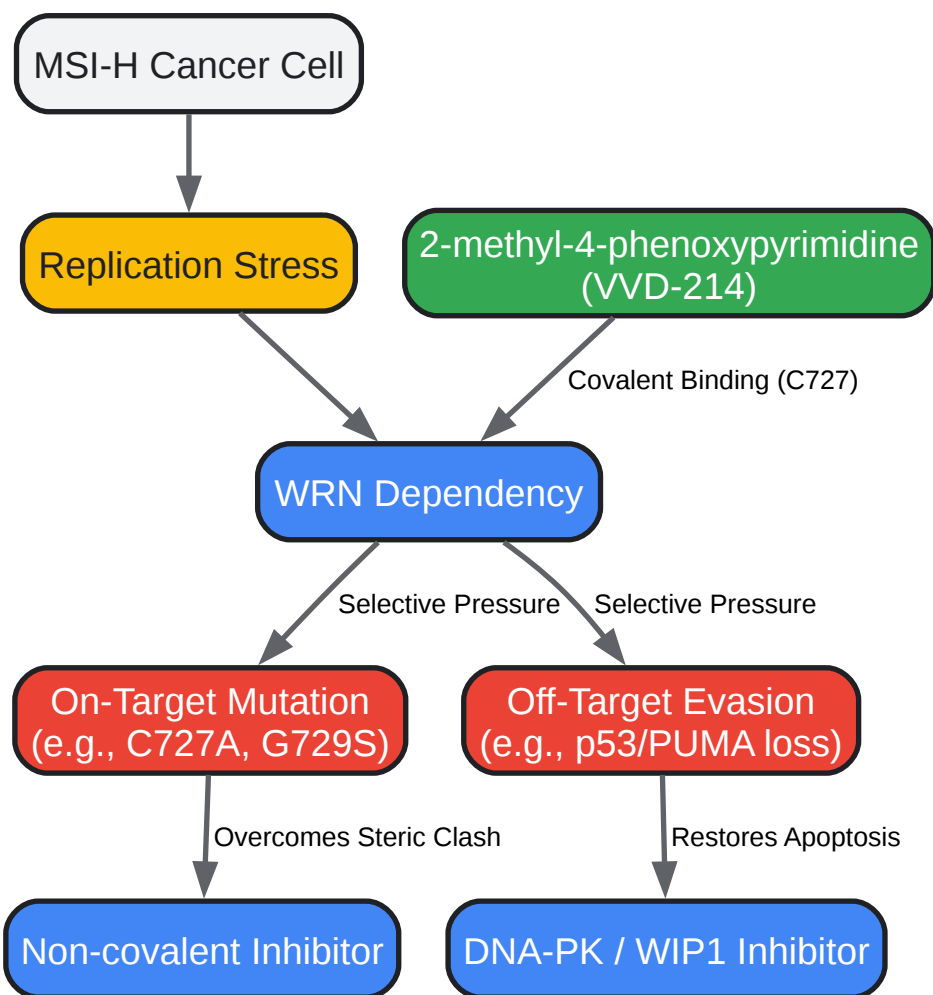 MSI-H Cancer Cell
Replication Stress
2-methyl-4-phenoxypyrimidine
(VVD-214)
Covalent Binding (C727)
WRN Dependency
Selective Pressure
Selective Pressure
On-Target Mutation
(e.g., C727A, G729S)
Off-Target Evasion
(e.g., p53/PUMA loss)
Overcomes Steric Clash
Restores Apoptosis
Non-covalent Inhibitor
DNA-PK / WIP1 Inhibitor